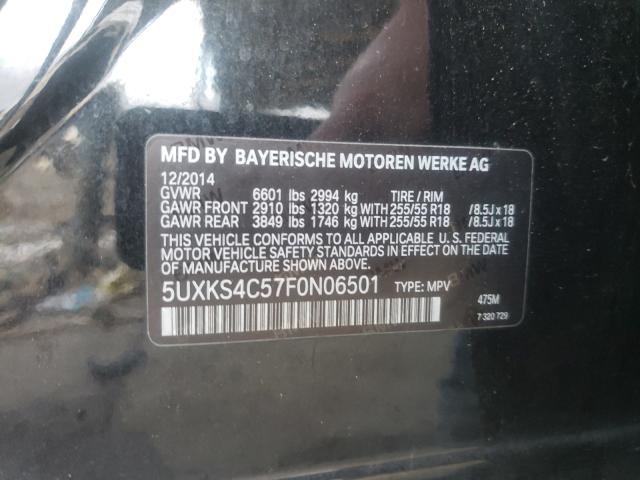 MFD BY BAYERISCHE MOTOREN WERKE AG
12/2014
GVWR 6601 lbs 2994 kg TIRE / RIM
GAWR FRONT 2910 lbs 1320 kg WITH 255/55 R18 /8.5J x 18
GAWR REAR 3849 lbs 1746 kg WITH 255/55 R18 /8.5J x 18
THIS VEHICLE CONFORMS TO ALL APPLICABLE U. S. FEDERAL
MOTOR VEHICLE SAFETY STANDARDS IN EFFECT ON THE DATE
OF MANUFACTURE SHOWN ABOVE.
5UXKS4C57F0N06501 TYPE: MPV
475M
7 320 729